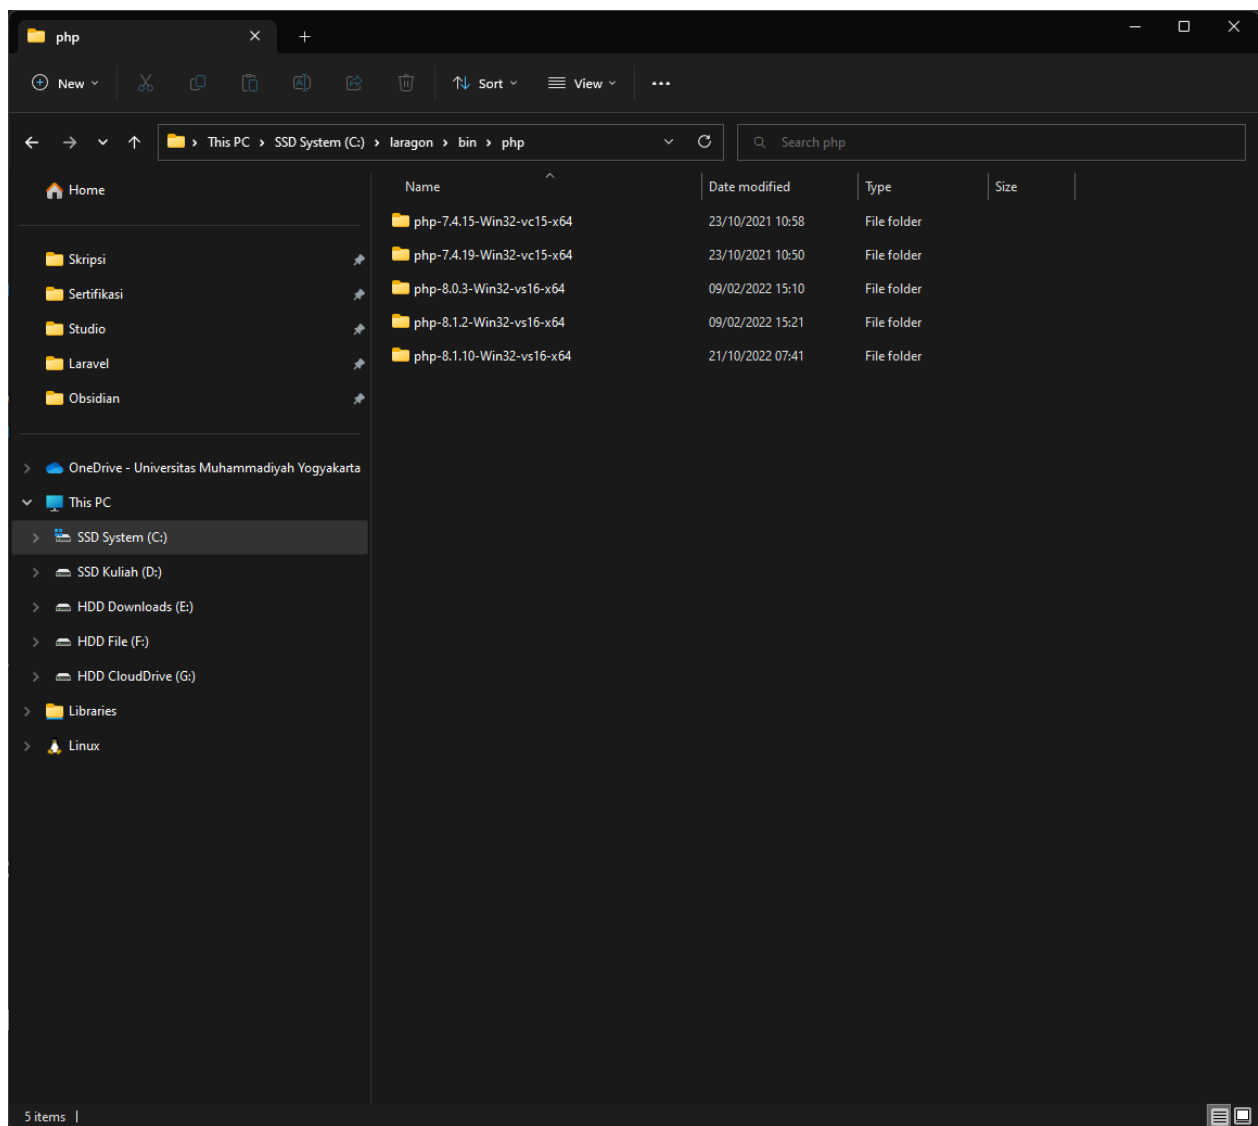 php
New
Sort
View
This PC > SSD System (C:) > laragon > bin > php
Search php
Home
Skripsi
Sertifikasi
Studio
Laravel
Obsidian
OneDrive - Universitas Muhammadiyah Yogyakarta
This PC
SSD System (C:)
SSD Kuliah (D:)
HDD Downloads (E:)
HDD File (F:)
HDD CloudDrive (G:)
Libraries
Linux
Name Date modified Type Size
php-7.4.15-Win32-vc15-x64 23/10/2021 10:58 File folder
php-7.4.19-Win32-vc15-x64 23/10/2021 10:50 File folder
php-8.0.3-Win32-vs16-x64 09/02/2022 15:10 File folder
php-8.1.2-Win32-vs16-x64 09/02/2022 15:21 File folder
php-8.1.10-Win32-vs16-x64 21/10/2022 07:41 File folder
5 items